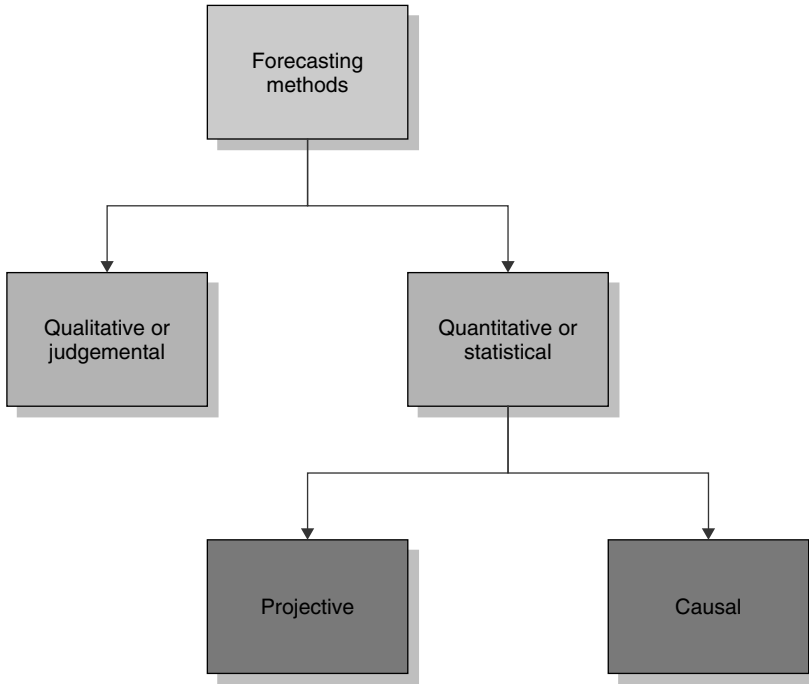 Forecasting
methods
Qualitative or
judgemental
Quantitative or
statistical
Projective
Causal